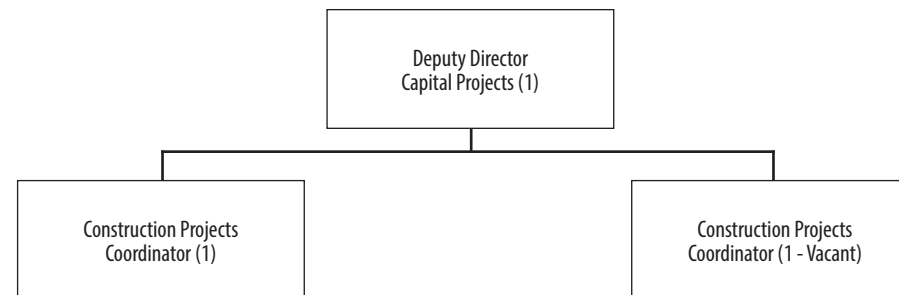 Deputy Director
Capital Projects (1)
Construction Projects
Coordinator (1)
Construction Projects
Coordinator (1 - Vacant)